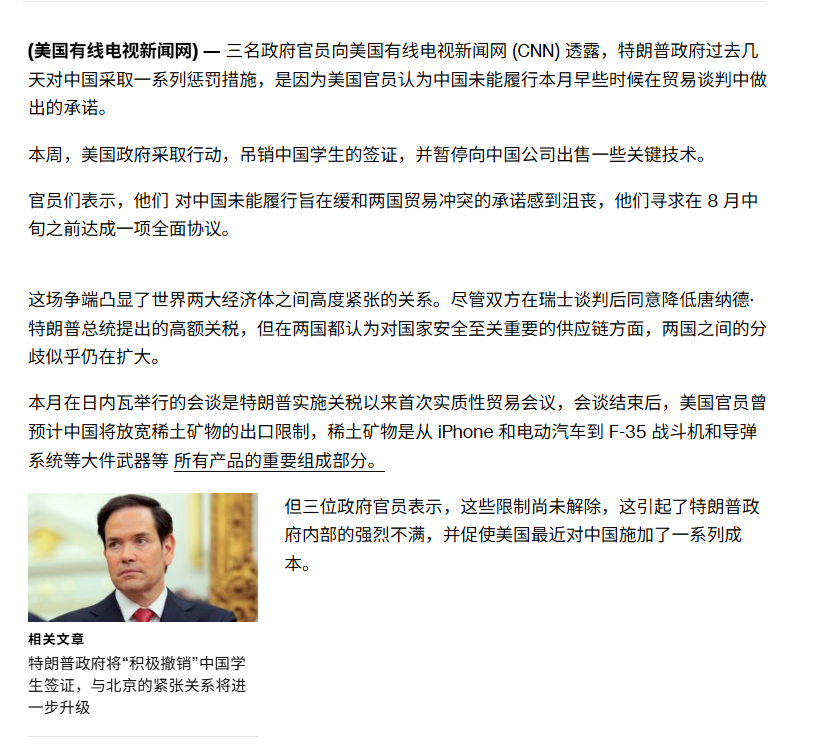 (美国有线电视新闻网) — 三名政府官员向美国有线电视新闻网 (CNN) 透露，特朗普政府过去几
天对中国采取一系列惩罚措施，是因为美国官员认为中国未能履行本月早些时候在贸易谈判中做
出的承诺。
本周，美国政府采取行动，吊销中国学生的签证，并暂停向中国公司出售一些关键技术。
官员们表示，他们 对中国未能履行旨在缓和两国贸易冲突的承诺感到沮丧，他们寻求在 8 月中
旬之前达成一项全面协议。
这场争端凸显了世界两大经济体之间高度紧张的关系。尽管双方在瑞士谈判后同意降低唐纳德·
特朗普总统提出的高额关税，但在两国都认为对国家安全至关重要的供应链方面，两国之间的分
歧似乎仍在扩大。
本月在日内瓦举行的会谈是特朗普实施关税以来首次实质性贸易会议，会谈结束后，美国官员曾
预计中国将放宽稀土矿物的出口限制，稀土矿物是从 iPhone 和电动汽车到 F-35 战斗机和导弹
系统等大件武器等 所有产品的重要组成部分。
但三位政府官员表示，这些限制尚未解除，这引起了特朗普政
府内部的强烈不满，并促使美国最近对中国施加了一系列成
本。
相关文章
特朗普政府将“积极撤销”中国学
生签证，与北京的紧张关系将进
一步升级